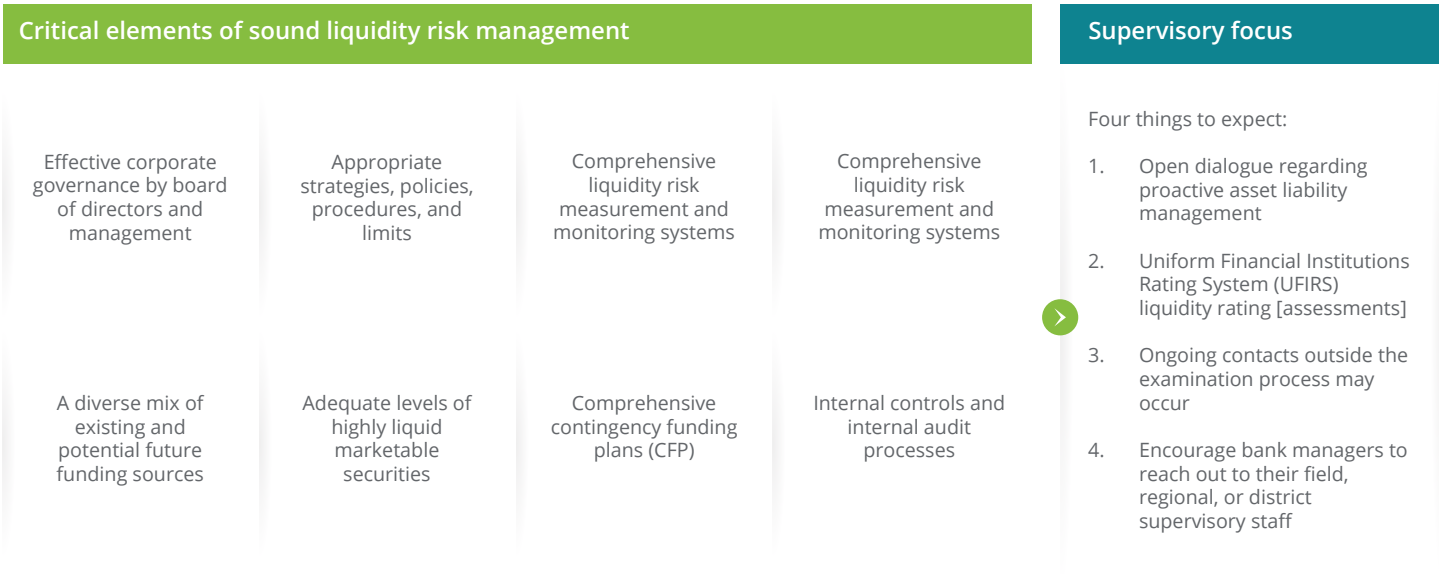 Critical elements of sound liquidity risk management
Effective corporate
governance by board
of directors and
management
Appropriate
strategies, policies,
procedures, and
limits
Comprehensive
liquidity risk
measurement and
monitoring systems
Comprehensive
liquidity risk
measurement and
monitoring systems
A diverse mix of
existing and
potential future
funding sources
Adequate levels of
highly liquid
marketable
securities
Comprehensive
contingency funding
plans (CFP)
Internal controls and
internal audit
processes
Supervisory focus
Four things to expect:
1. Open dialogue regarding
proactive asset liability
management
2. Uniform Financial Institutions
Rating System (UFIRS)
liquidity rating [assessments]
3. Ongoing contacts outside the
examination process may
occur
4. Encourage bank managers to
reach out to their field,
regional, or district
supervisory staff